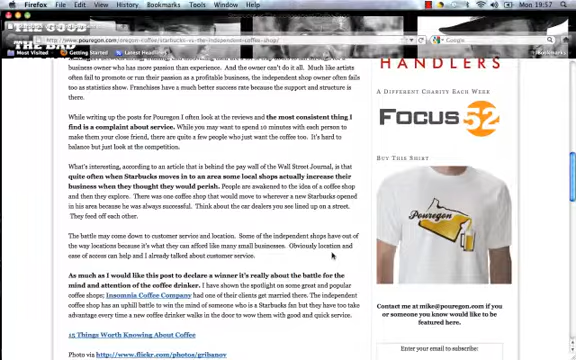 Firefox File Edit View History Bookmarks Tools Window Help
Mon 19:57
THE GOOD
THE BAD
http://www.pouregon.com/oregon-coffee/starbucks-vs-the-independent-coffee-shop/
Google
Most Visited Getting Started Latest Headlines
Bookmarks
business owner who has more passion than experience. And the owner can't do it all. Much like artists
often fail to promote or run their passion as a profitable business, the independent shop owner often fails
too as statistics show. Franchises have a much better success rate because the support and structure is
there.
While writing up the posts for Pouregon I often look at the reviews and the most consistent thing I
find is a complaint about service. While you may want to spend 10 minutes with each person to
make them your close friend, there are quite a few people who just want the coffee too. It's hard to
balance but just look at the competition.
What's interesting, according to an article that is behind the pay wall of the Wall Street Journal, is that
quite often when Starbucks moves in to an area some local shops actually increase their
business when they thought they would perish. People are awakened to the idea of a coffee shop
and then they explore. There was one coffee shop that would move to wherever a new Starbucks opened
in his area because he was always successful. Think about the car dealers you see lined up on a street.
They feed off each other.
The battle may come down to customer service and location. Some of the independent shops have out of
the way locations because it's what they can afford like many small businesses. Obviously location and
ease of access can help and I already talked about customer service.
As much as I would like this post to declare a winner it's really about the battle for the
mind and attention of the coffee drinker. I have shown the spotlight on some great and popular
coffee shops; Insomnia Coffee Company had one of their clients get married there. The independent
coffee shop has an uphill battle to win the mind of someone who is a Starbucks fan but they have too take
advantage every time a new coffee drinker walks in the door to wow them with good and quick service.
15 Things Worth Knowing About Coffee
Photo via http://www.flickr.com/photos/gribanov
HANDLERS
A DIFFERENT CHARITY EACH WEEK
FOCUS 52
BUY THIS SHIRT
Pouregon
Contact me at mike@pouregon.com if you
or someone you know would like to be
featured here.
Enter your email to subscribe: